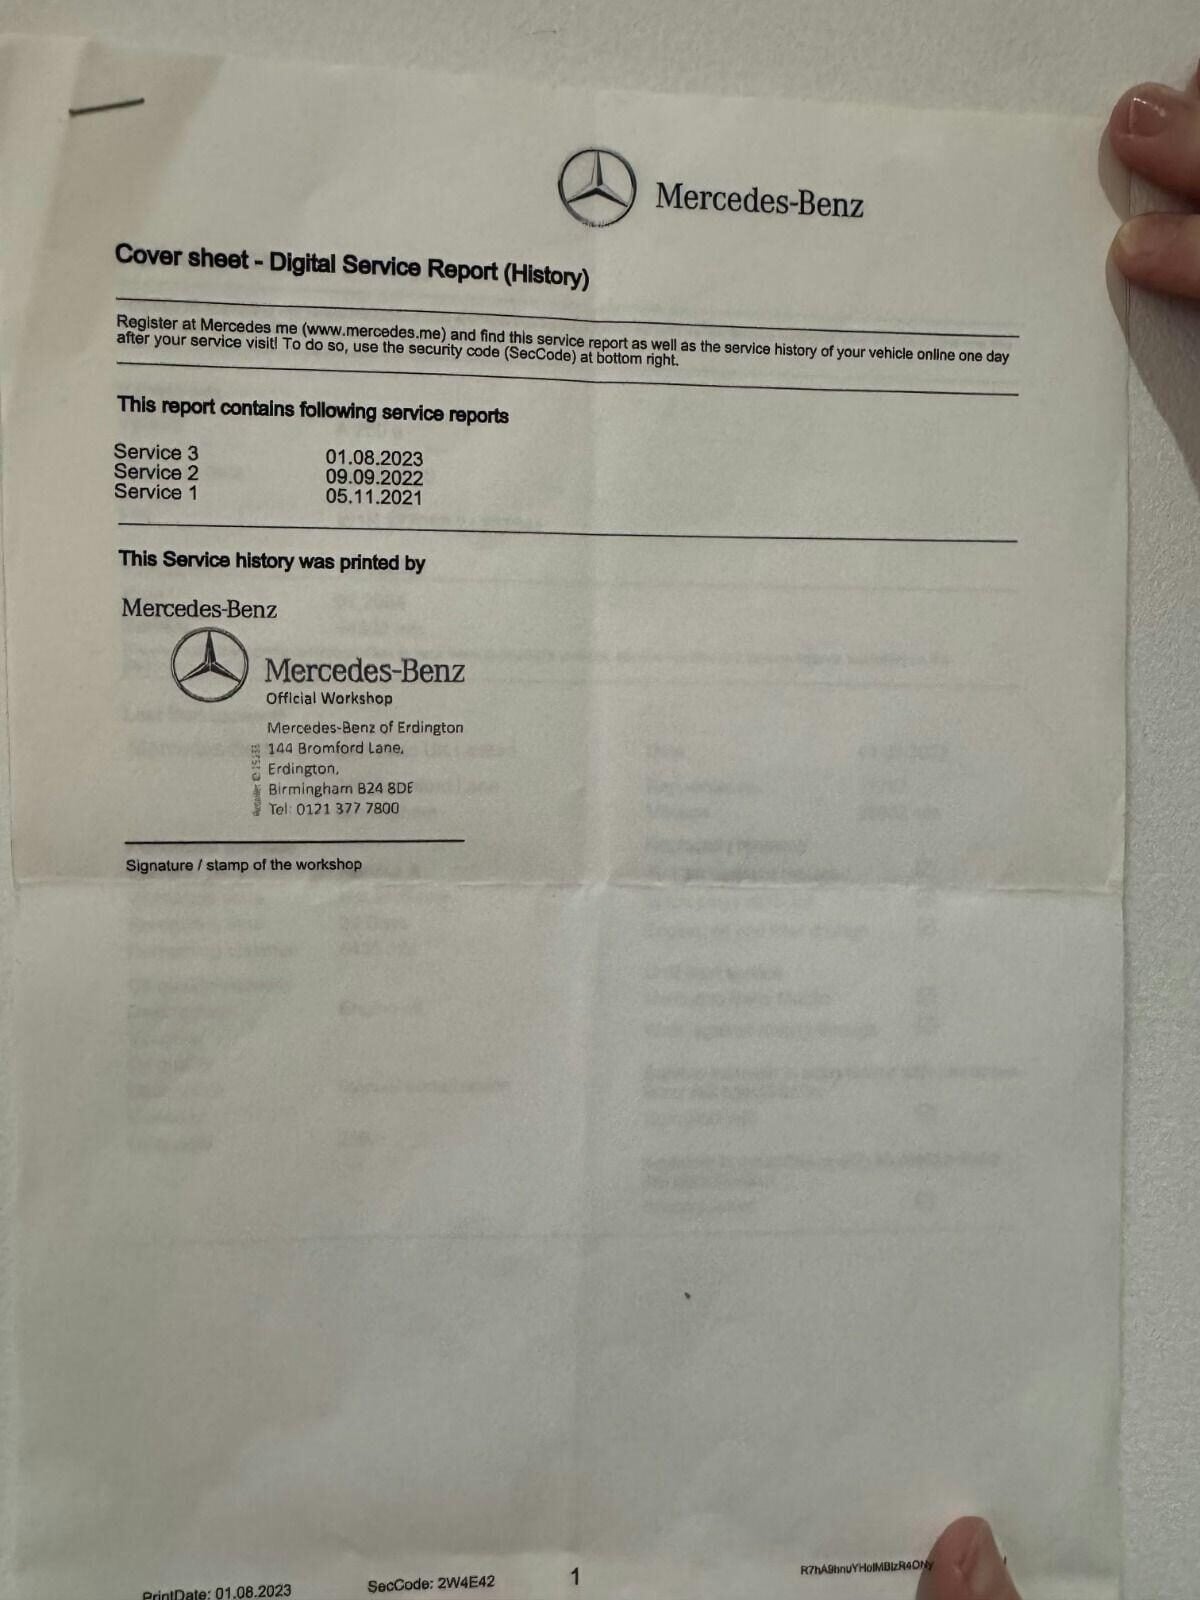 Mercedes-Benz
Cover sheet - Digital Service Report (History)
Register at Mercedes me (www.mercedes.me) and find this service report as well as the service history of your vehicle online one day
after your service visit! To do so, use the security code (SecCode) at bottom right.
This report contains following service reports
Service 3 01.08.2023
Service 2 09.09.2022
Service 1 05.11.2021
This Service history was printed by
Mercedes-Benz
Mercedes-Benz
Official Workshop
Mercedes-Benz of Erdington
144 Bromford Lane,
Erdington,
Birmingham B24 8DE
Tel: 0121 377 7800
Signature / stamp of the workshop
PrintDate: 01.08.2023 SecCode: 2W4E42 1